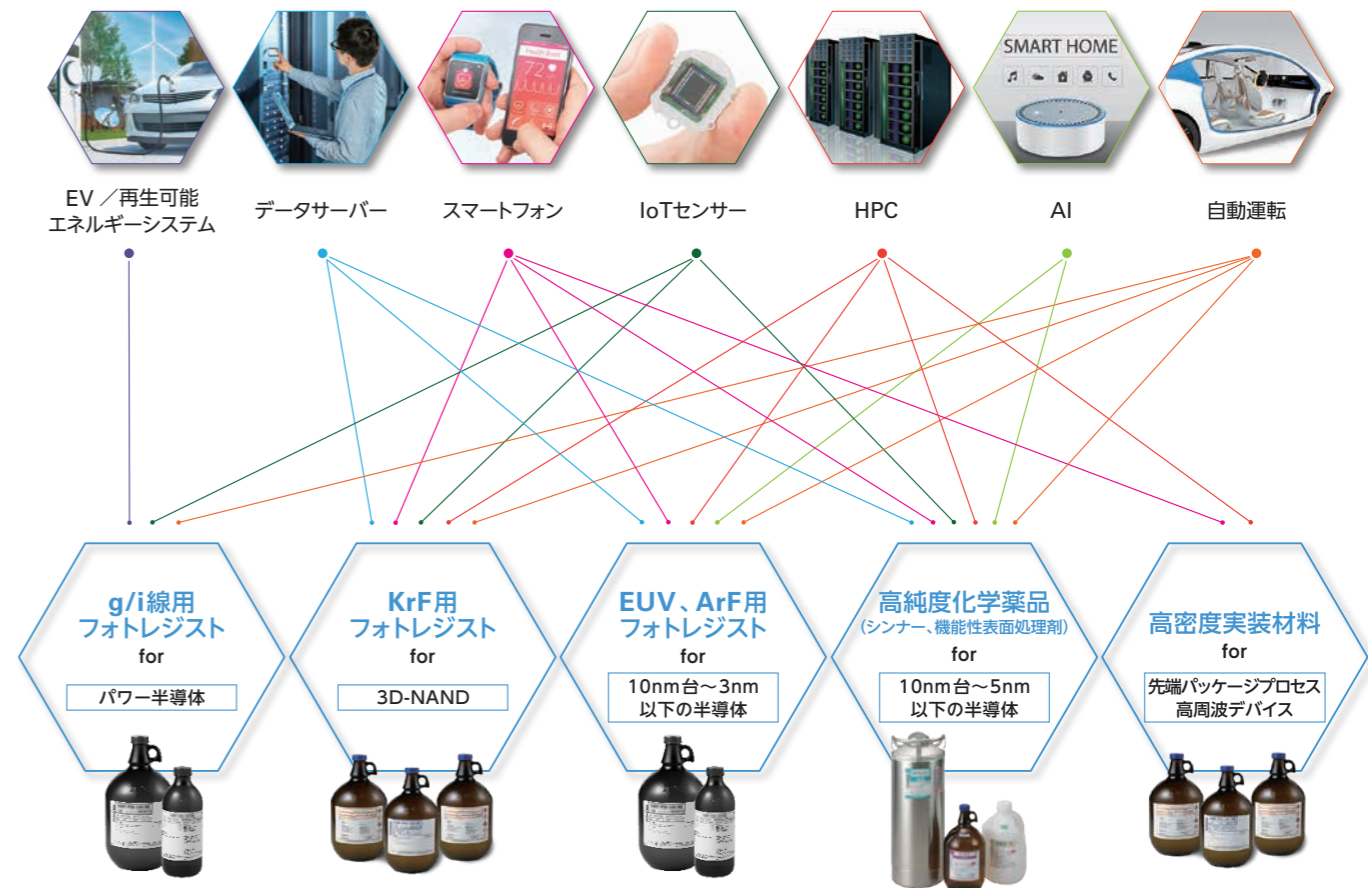 SMART HOME
72
EV／再生可能
エネルギーシステム
データサーバー
スマートフォン
IoTセンサー
HPC
AI
自動運転
g/i線用
フォトレジスト
for
パワー半導体
KrF用
フォトレジスト
for
3D-NAND
EUV、ArF用
フォトレジスト
for
10nm台～3nm
以下の半導体
高純度化学薬品
(シンナー、機能性表面処理剤)
for
10nm台～5nm
以下の半導体
高密度実装材料
for
先端パッケージプロセス
高周波デバイス